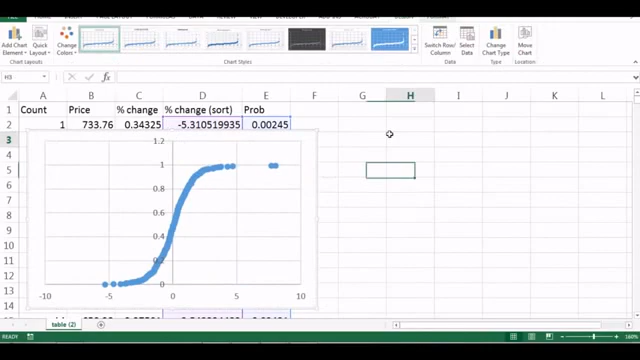 Add Chart Element
Quick Layout
Change Colors
Switch Row/ Column
Select Data
Change Chart Type
Move Chart
Chart Layouts
Chart Styles
Data
Type
Location
H3
fx
A B C D E F G H I J K L
1 Count Price % change % change (sort) Prob
2 1 733.76 0.34325 -5.310519935 0.00245
3
4
5
6
7
8
9
10
11
12
13
14
1.2
1
0.8
0.6
0.4
0.2
0
-10 -5 0 5 10
table (2)
READY
160%